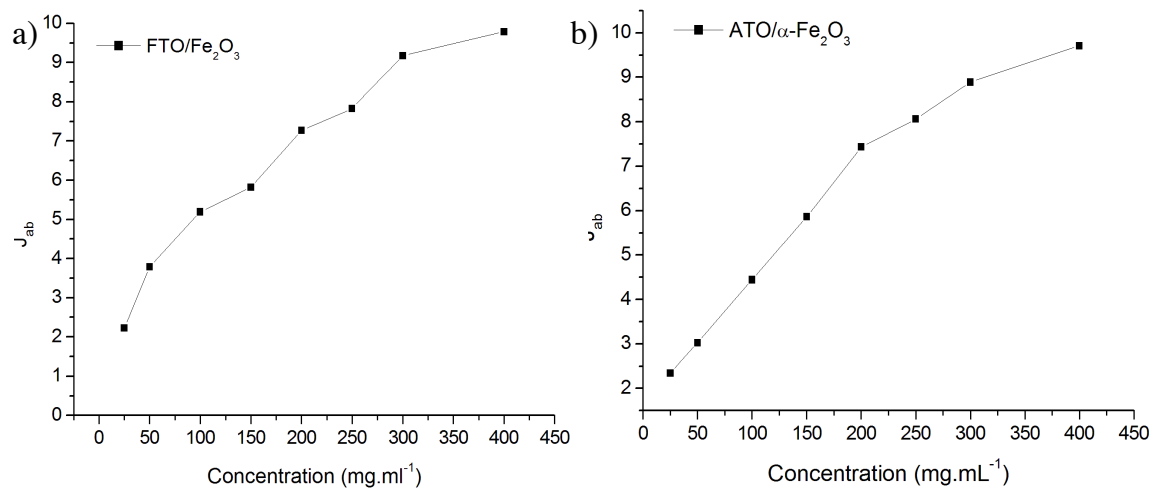 a)
FTO/Fe₂O₃
10
9
8
7
6
5
4
3
2
1
0
J_ab
0 50 100 150 200 250 300 350 400 450
Concentration (mg.ml⁻¹)
b)
ATO/α-Fe₂O₃
10
9
8
7
6
5
4
3
2
J_ab
0 50 100 150 200 250 300 350 400 450
Concentration (mg.mL⁻¹)